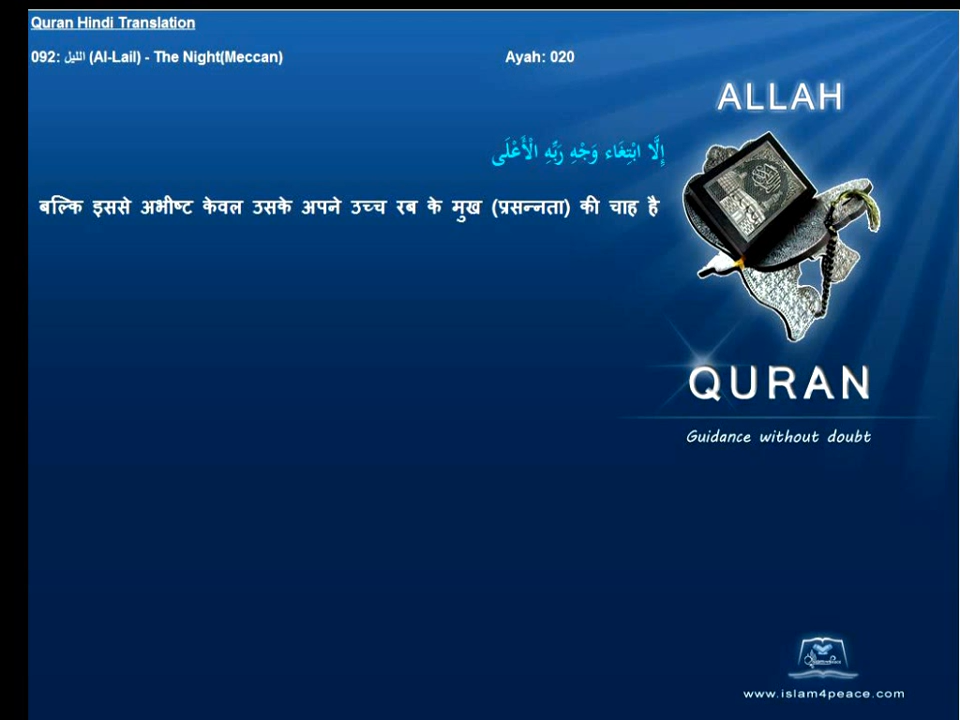 Quran Hindi Translation
092: الليل (Al-Lail) - The Night(Meccan) Ayah: 020
ALLAH
إِلَّا ابْتِغَاء وَجْهِ رَبِّهِ الْأَعْلَى
बल्कि इससे अभीष्ट केवल उसके अपने उच्च रब के मुख (प्रसन्नता) की चाह है
QURAN
Guidance without doubt
www.islam4peace.com